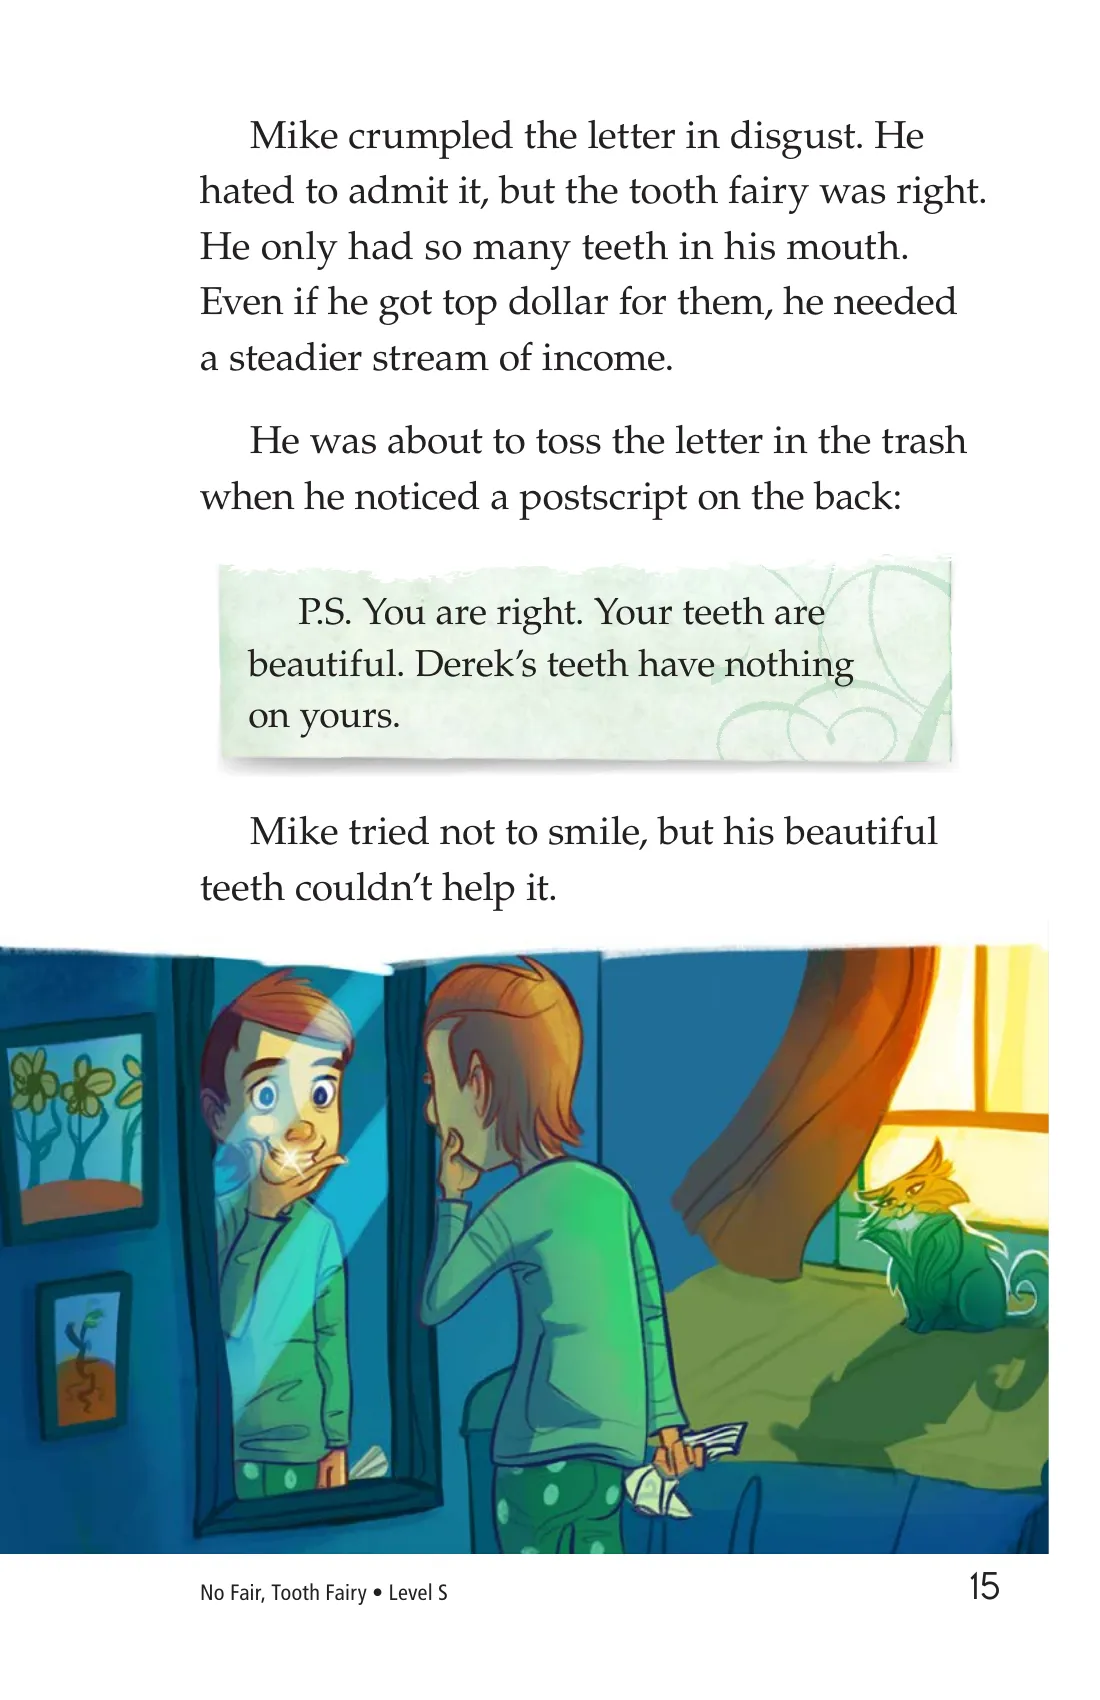 Mike crumpled the letter in disgust. He
hated to admit it, but the tooth fairy was right.
He only had so many teeth in his mouth.
Even if he got top dollar for them, he needed
a steadier stream of income.
He was about to toss the letter in the trash
when he noticed a postscript on the back:
P.S. You are right. Your teeth are
beautiful. Derek’s teeth have nothing
on yours.
Mike tried not to smile, but his beautiful
teeth couldn’t help it.
No Fair, Tooth Fairy • Level S
15